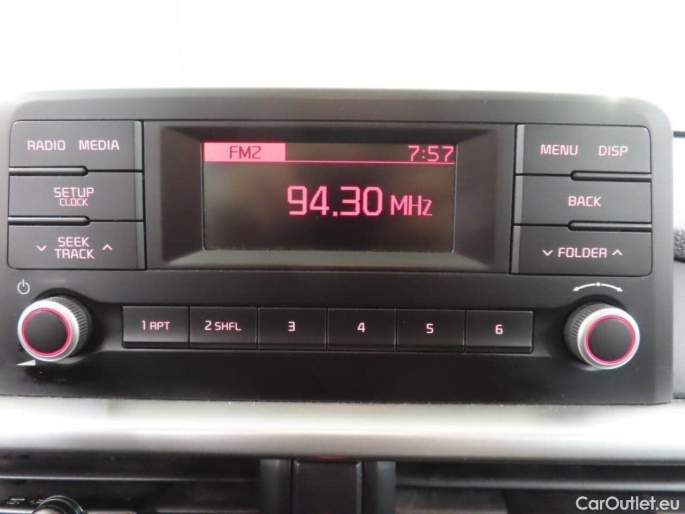 RADIO MEDIA
SETUP
CLOCK
SEEK
TRACK
FM2 7:57
94.30 MHz
MENU DISP
BACK
FOLDER
1 RPT 2 SHFL 3 4 5 6
CarOutlet.eu